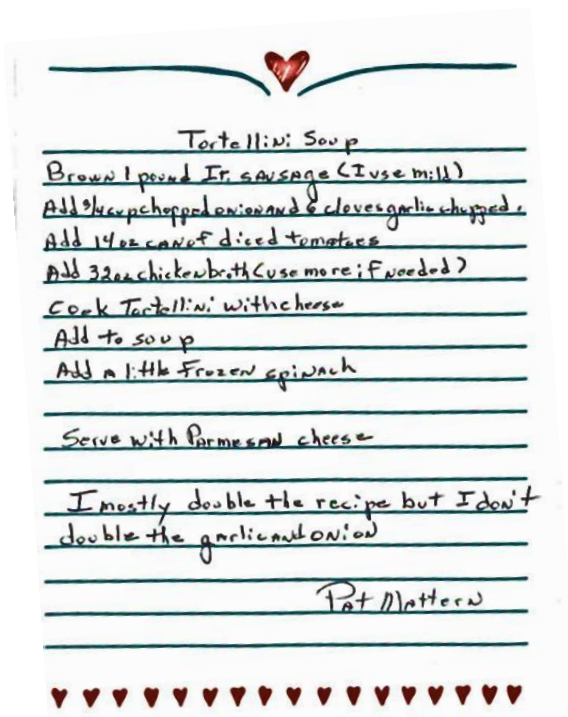 Tortellini Soup
Brown 1 pound It. sausage (I use mild)
Add 3/4 cup chopped onion and 6 cloves garlic chopped.
Add 14 oz can of diced tomatoes
Add 32 oz chicken broth (use more if needed)
Cook Tortellini with cheese
Add to soup
Add a little frozen spinach
Serve with Parmesan cheese
I mostly double the recipe but I don't
double the garlic and onion
Pat Mattern